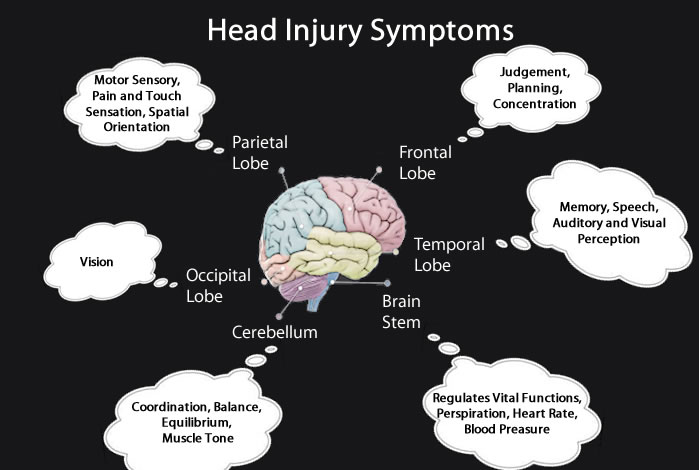 Head Injury Symptoms
Motor Sensory,
Pain and Touch
Sensation, Spatial
Orientation
Parietal
Lobe
Judgement,
Planning,
Concentration
Frontal
Lobe
Memory, Speech,
Auditory and Visual
Perception
Temporal
Lobe
Vision
Occipital
Lobe
Brain
Stem
Cerebellum
Coordination, Balance,
Equilibrium,
Muscle Tone
Regulates Vital Functions,
Perspiration, Heart Rate,
Blood Preasure